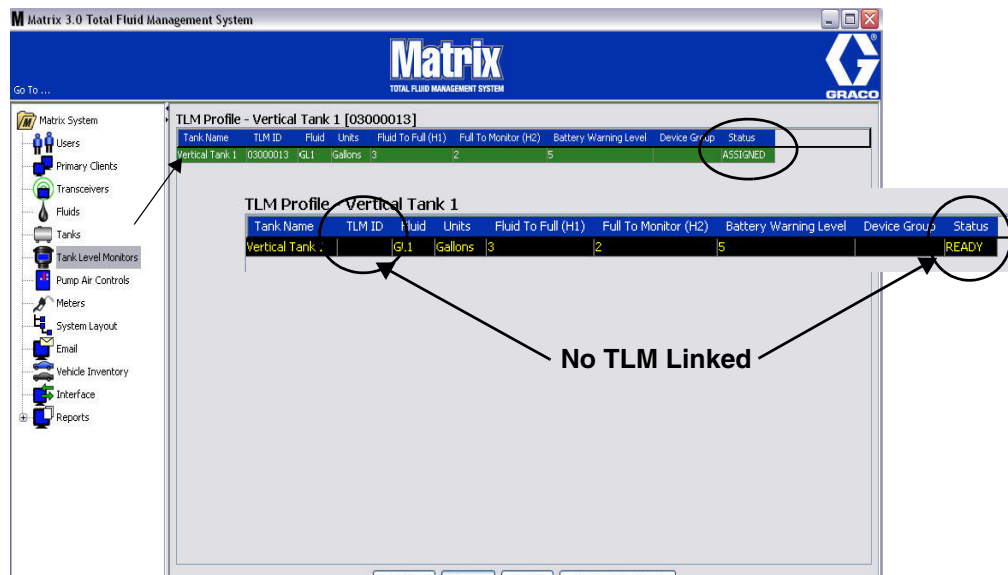 M Matrix 3.0 Total Fluid Management System
Matrix
TOTAL FLUID MANAGEMENT SYSTEM
GRACO
Go To ...
Matrix System
Users
Primary Clients
Transceivers
Fluids
Tanks
Tank Level Monitors
Pump Air Controls
Meters
System Layout
Email
Vehicle Inventory
Interface
Reports
TLM Profile - Vertical Tank 1 [03000013]
Tank Name TLM ID Fluid Units Fluid To Full (H1) Full To Monitor (H2) Battery Warning Level Device Group Status
Vertical Tank 1 03000013 GL1 Gallons 3 2 5 ASSIGNED
TLM Profile - Vertical Tank 1
Tank Name TLM ID Fluid Units Fluid To Full (H1) Full To Monitor (H2) Battery Warning Level Device Group Status
Vertical Tank GL1 Gallons 3 2 5 READY
No TLM Linked